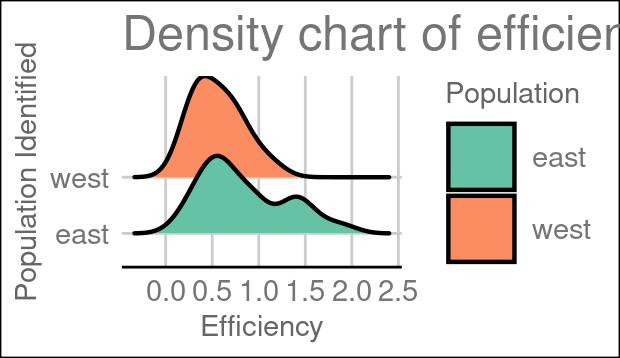 Density chart of efficien
Population Identified
west
east
0.0 0.5 1.0 1.5 2.0 2.5
Efficiency
Population
east
west